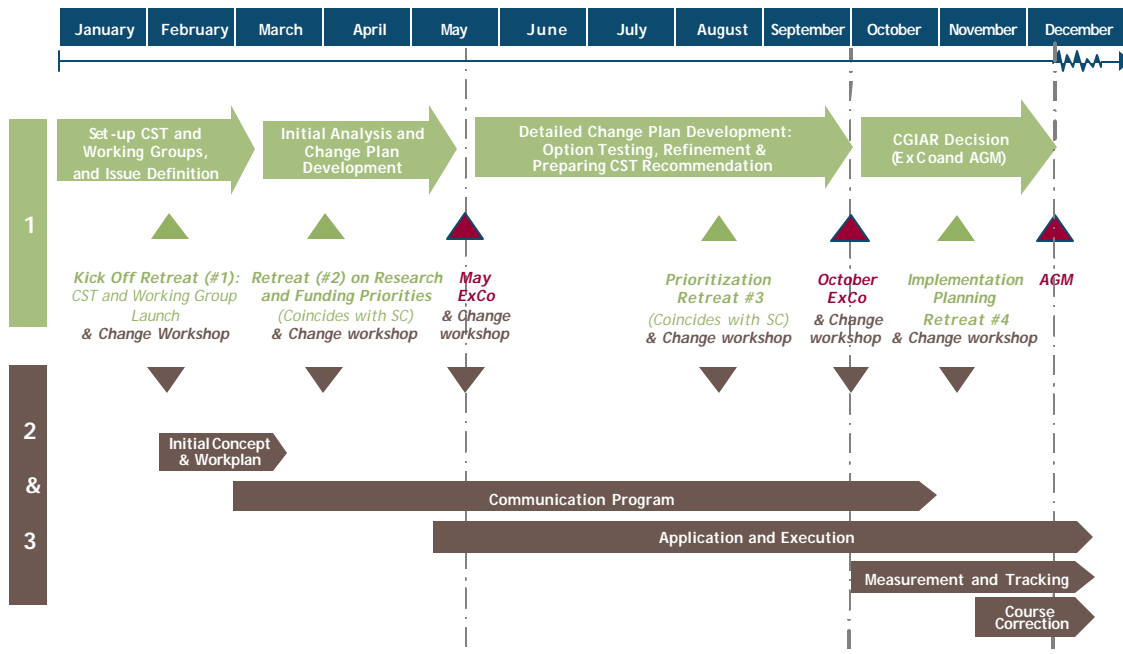 January February March April May June July August September October November December
Set-up CST and
Working Groups,
and Issue Definition
Initial Analysis and
Change Plan
Development
Detailed Change Plan Development:
Option Testing, Refinement &
Preparing CST Recommendation
CGIAR Decision
(ExCo and AGM)
1
Kick Off Retreat (#1):
CST and Working Group
Launch
& Change Workshop
Retreat (#2) on Research
and Funding Priorities
(Coincides with SC)
& Change workshop
May
ExCo
& Change
workshop
Prioritization
Retreat #3
(Coincides with SC)
& Change workshop
October
ExCo
& Change
workshop
Implementation
Planning
Retreat #4
& Change workshop
AGM
2
&
3
Initial Concept
& Workplan
Communication Program
Application and Execution
Measurement and Tracking
Course
Correction